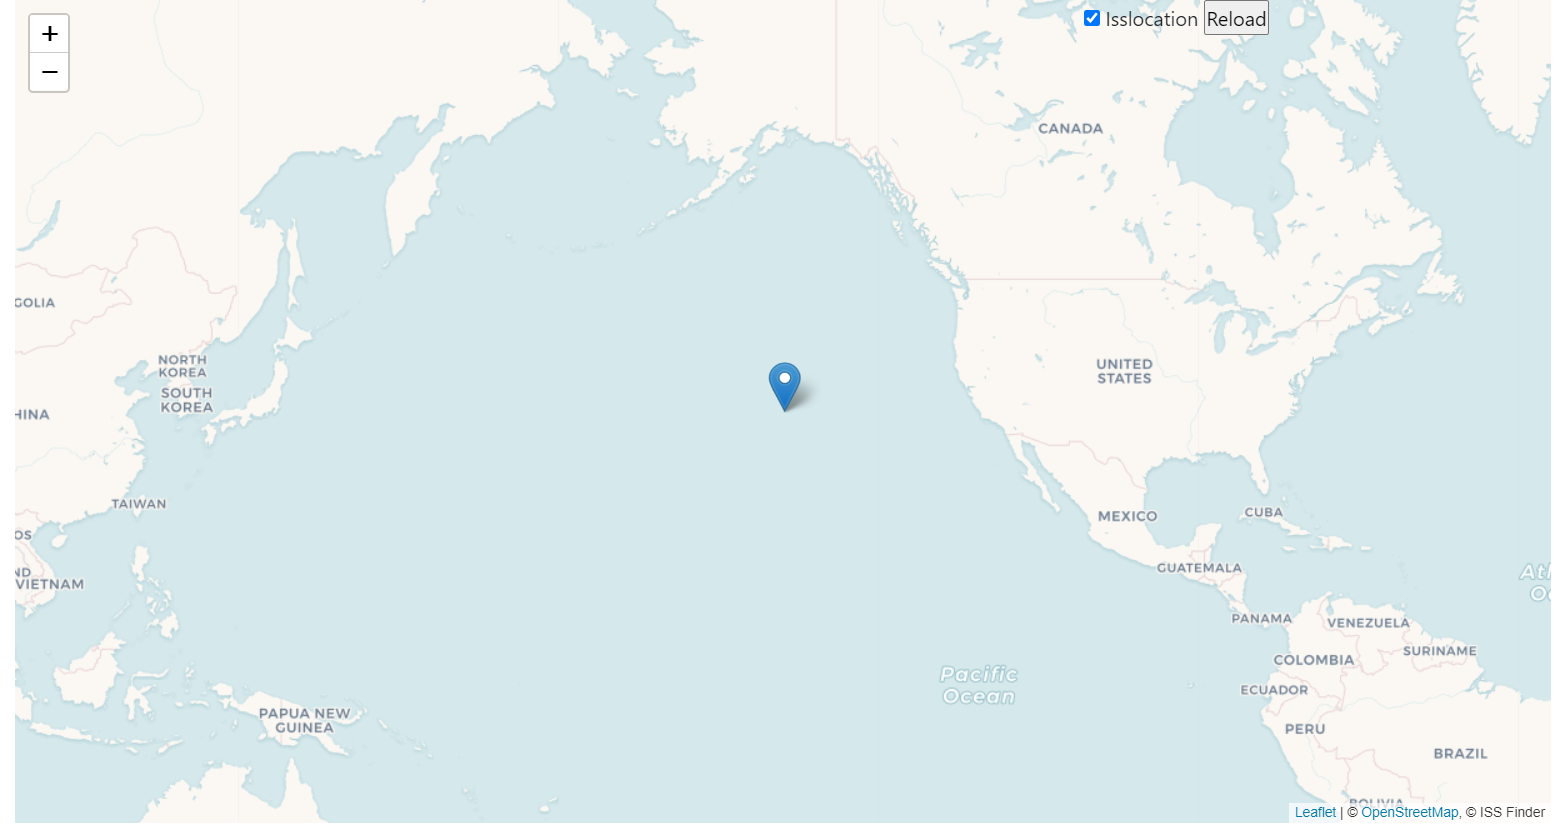 +
−
Isslocation Reload
CANADA
GOLIA
NORTH
KOREA
SOUTH
KOREA
UNITED
STATES
HINA
TAIWAN
MEXICO
CUBA
OS
ND
VIETNAM
GUATEMALA
Atl
Oc
PANAMA
VENEZUELA
SURINAME
COLOMBIA
ECUADOR
Pacific
Ocean
PAPUA NEW
GUINEA
PERU
BRAZIL
BOLIVIA
Leaflet | © OpenStreetMap, © ISS Finder